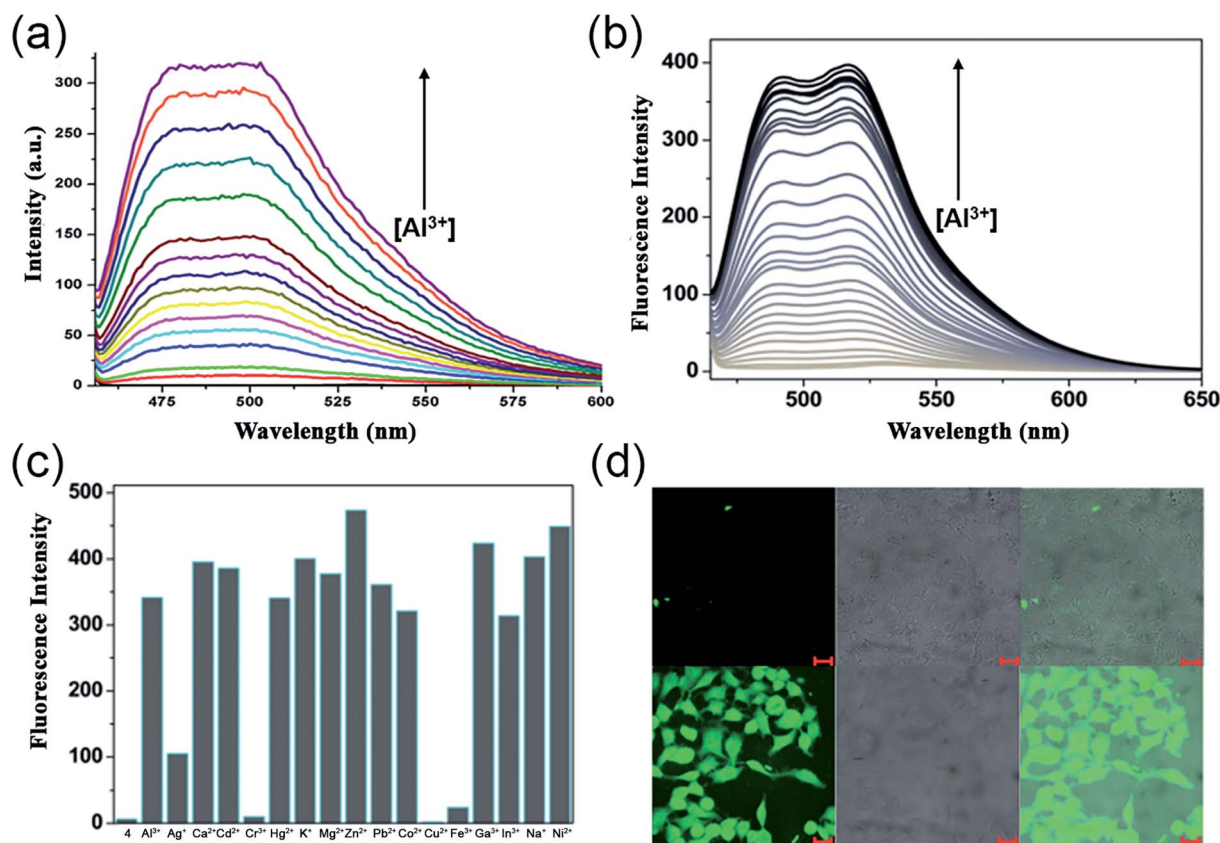 (a)
Intensity (a.u.)
300
250
200
150
100
50
0
[Al³⁺]
475
500
525
550
575
600
Wavelength (nm)
(b)
Fluorescence Intensity
400
300
200
100
0
[Al³⁺]
500
550
600
650
Wavelength (nm)
(c)
Fluorescence Intensity
500
400
300
200
100
0
4 Al³⁺ Ag⁺ Ca²⁺ Cd²⁺ Cr³⁺ Hg²⁺ K⁺ Mg²⁺ Zn²⁺ Pb²⁺ Co²⁺ Cu²⁺ Fe³⁺ Ga³⁺ In³⁺ Na⁺ Ni²⁺
(d)